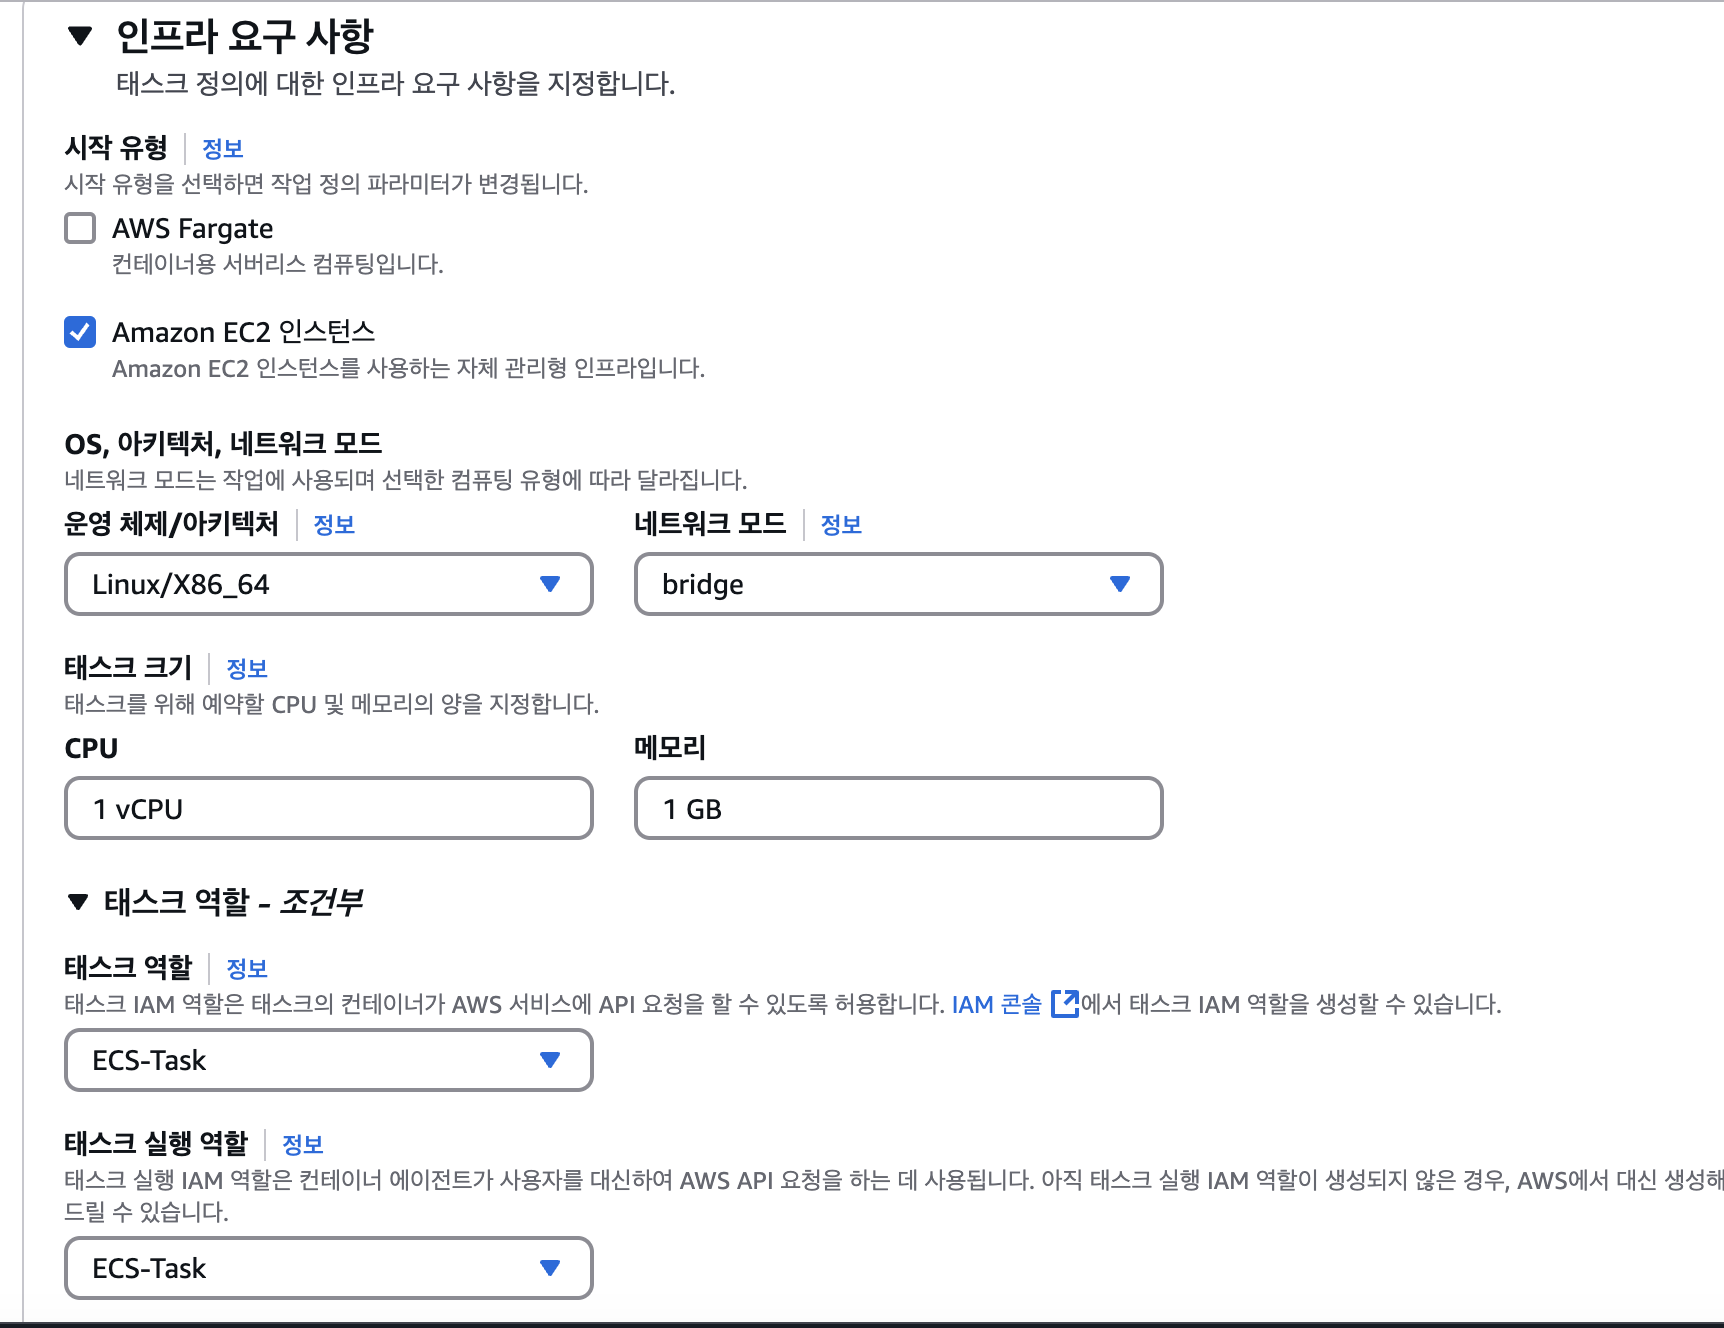 인프라 요구 사항
태스크 정의에 대한 인프라 요구 사항을 지정합니다.
시작 유형 정보
시작 유형을 선택하면 작업 정의 파라미터가 변경됩니다.
AWS Fargate
컨테이너용 서버리스 컴퓨팅입니다.
Amazon EC2 인스턴스
Amazon EC2 인스턴스를 사용하는 자체 관리형 인프라입니다.
OS, 아키텍처, 네트워크 모드
네트워크 모드는 작업에 사용되며 선택한 컴퓨팅 유형에 따라 달라집니다.
운영 체제/아키텍처 정보 네트워크 모드 정보
Linux/X86_64 bridge
태스크 크기 정보
태스크를 위해 예약할 CPU 및 메모리의 양을 지정합니다.
CPU 메모리
1 vCPU 1 GB
태스크 역할 - 조건부
태스크 역할 정보
태스크 IAM 역할은 태스크의 컨테이너가 AWS 서비스에 API 요청을 할 수 있도록 허용합니다. IAM 콘솔에서 태스크 IAM 역할을 생성할 수 있습니다.
ECS-Task
태스크 실행 역할 정보
태스크 실행 IAM 역할은 컨테이너 에이전트가 사용자를 대신하여 AWS API 요청을 하는 데 사용됩니다. 아직 태스크 실행 IAM 역할이 생성되지 않은 경우, AWS에서 대신 생성해
드릴 수 있습니다.
ECS-Task